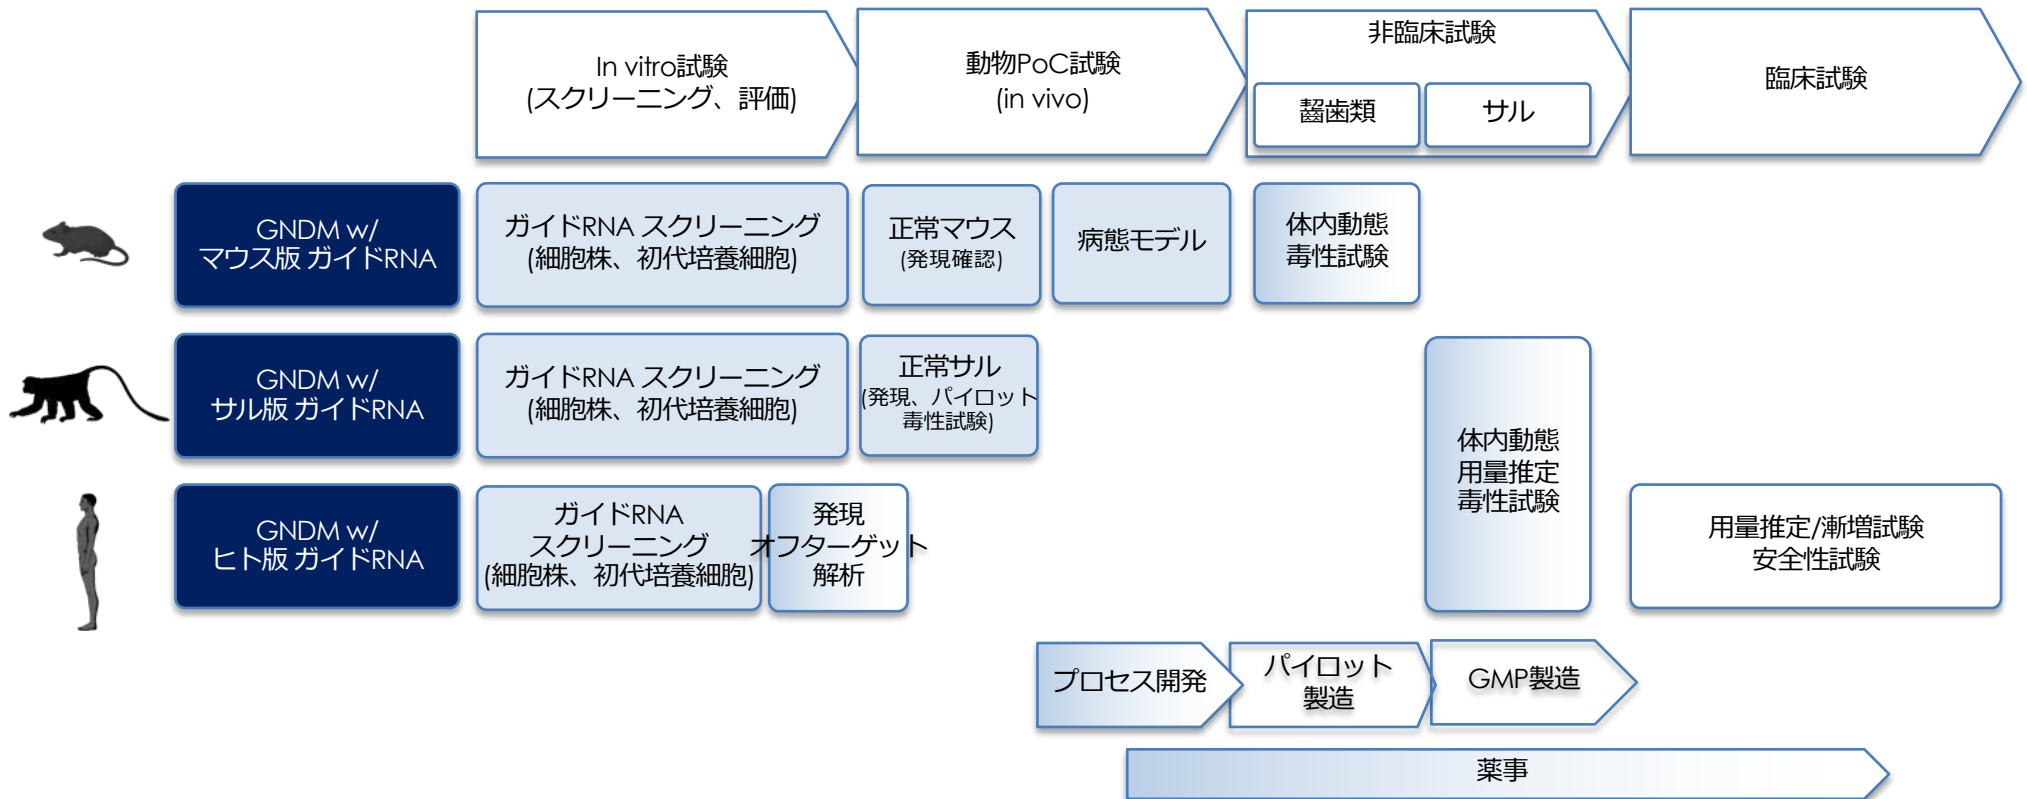 In vitro試験
(スクリーニング、評価)
動物PoC試験
(in vivo)
非臨床試験
齧歯類
サル
臨床試験
GNDM w/
マウス版 ガイドRNA
ガイドRNA スクリーニング
(細胞株、初代培養細胞)
正常マウス
(発現確認)
病態モデル
体内動態
毒性試験
GNDM w/
サル版 ガイドRNA
ガイドRNA スクリーニング
(細胞株、初代培養細胞)
正常サル
(発現、パイロット
毒性試験)
体内動態
用量推定
毒性試験
GNDM w/
ヒト版 ガイドRNA
ガイドRNA
スクリーニング
(細胞株、初代培養細胞)
発現
オフターゲット
解析
用量推定/漸増試験
安全性試験
プロセス開発
パイロット
製造
GMP製造
薬事